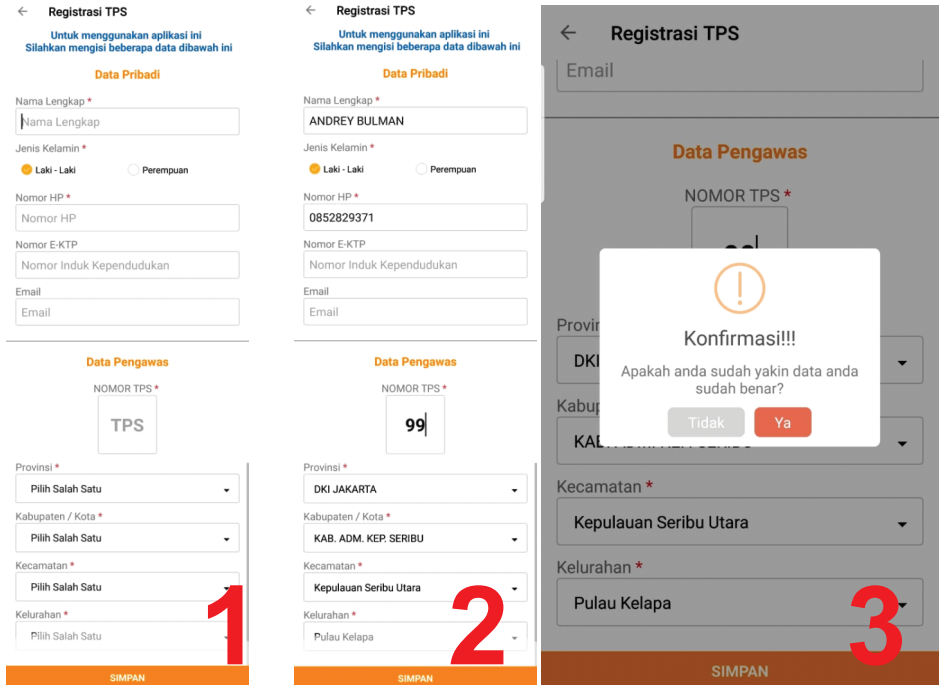 Registrasi TPS
Untuk menggunakan aplikasi ini
Silahkan mengisi beberapa data dibawah ini
Data Pribadi
Nama Lengkap *
Nama Lengkap
Jenis Kelamin *
Laki - Laki
Perempuan
Nomor HP *
Nomor HP
Nomor E-KTP
Nomor Induk Kependudukan
Email
Email
Data Pengawas
NOMOR TPS *
TPS
Provinsi *
Pilih Salah Satu
Kabupaten / Kota *
Pilih Salah Satu
Kecamatan *
Pilih Salah Satu
Kelurahan *
Pilih Salah Satu
SIMPAN
1
Registrasi TPS
Untuk menggunakan aplikasi ini
Silahkan mengisi beberapa data dibawah ini
Data Pribadi
Nama Lengkap *
ANDREY BULMAN
Jenis Kelamin *
Laki - Laki
Perempuan
Nomor HP *
0852829371
Nomor E-KTP
Nomor Induk Kependudukan
Email
Email
Data Pengawas
NOMOR TPS *
99
Provinsi *
DKI JAKARTA
Kabupaten / Kota *
KAB. ADM. KEP. SERIBU
Kecamatan *
Kepulauan Seribu Utara
Kelurahan *
Pulau Kelapa
SIMPAN
2
Registrasi TPS
Email
Data Pengawas
NOMOR TPS *
Konfirmasi!!!
Apakah anda sudah yakin data anda
sudah benar?
Tidak
Ya
Kecamatan *
Kepulauan Seribu Utara
Kelurahan *
Pulau Kelapa
SIMPAN
3